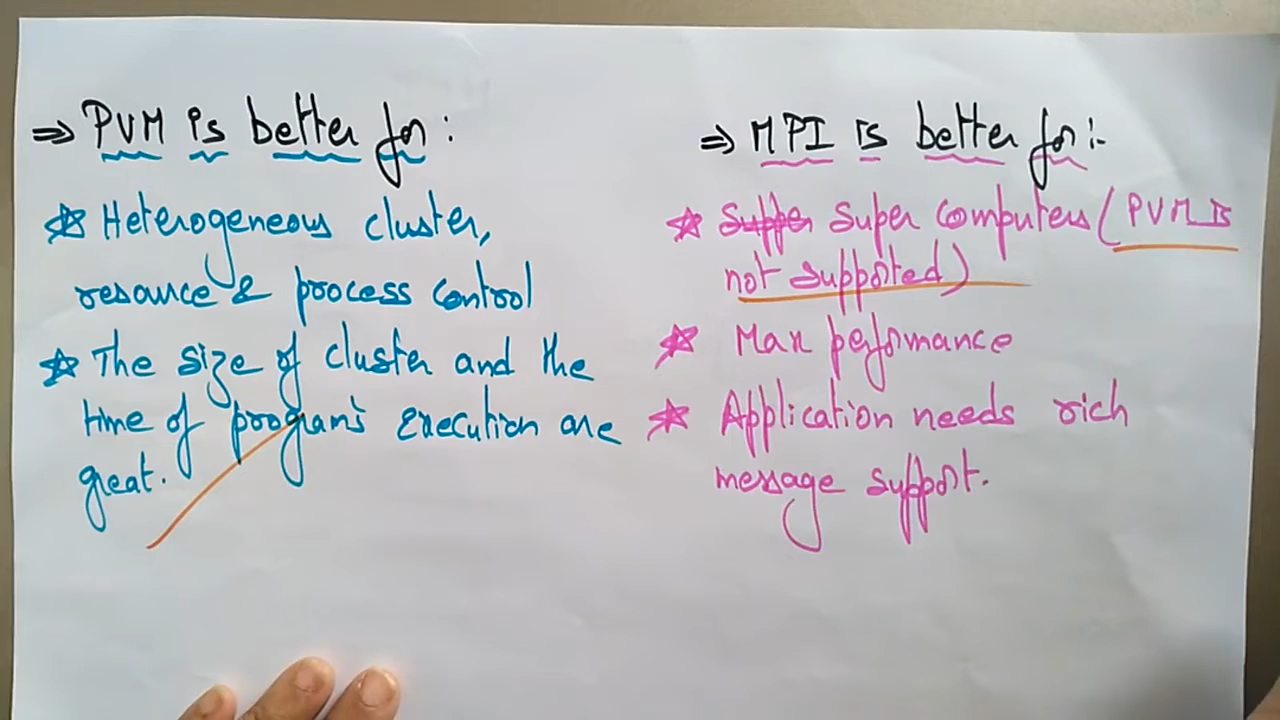 ⇒ PVM is better for:
☆ Heterogeneous cluster,
resource & process control
☆ The size of cluster and the
time of program's execution are
great.
⇒ MPI is better for:-
☆ Supper Super Computers (PVM is
not supported)
☆ Max performance
☆ Application needs rich
message support.